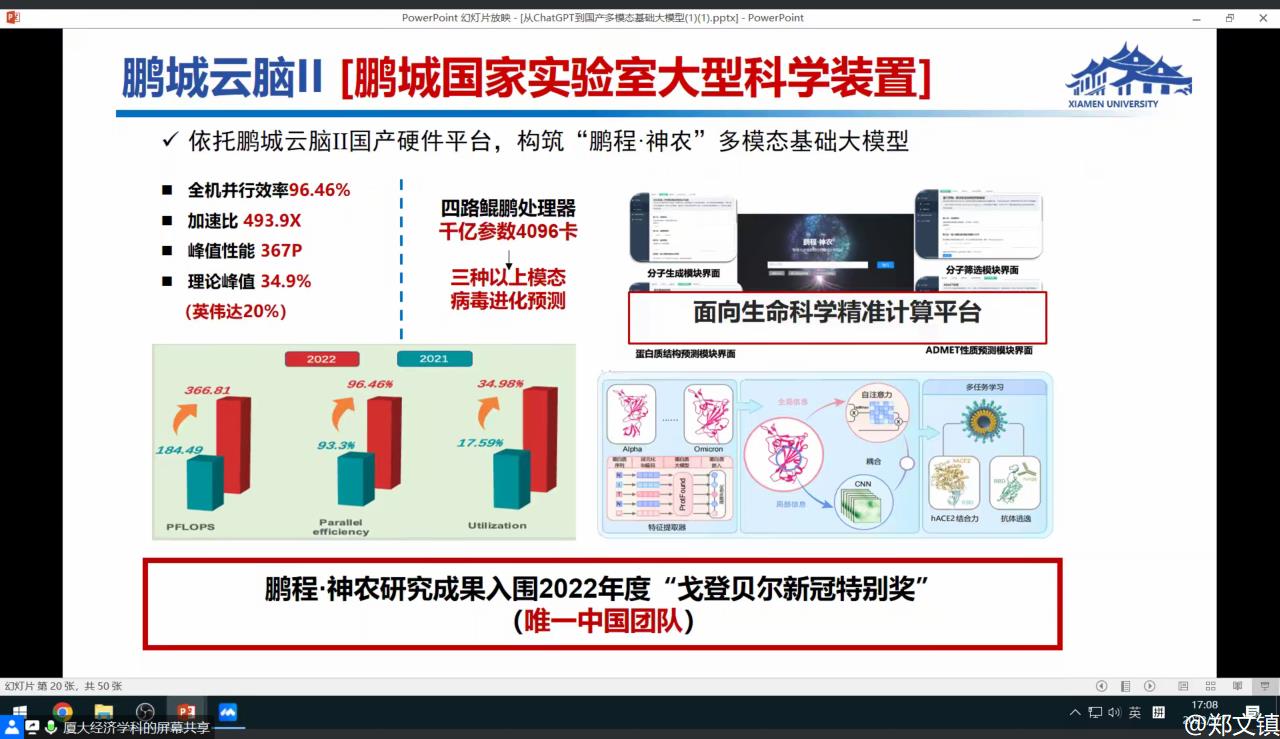 PowerPoint 幻灯片放映 - [从ChatGPT到国产多模态基础大模型(1)(1).pptx] - PowerPoint
鹏城云脑II [鹏城国家实验室大型科学装置]
XIAMEN UNIVERSITY
✓ 依托鹏城云脑II国产硬件平台，构筑“鹏程·神农”多模态基础大模型
■ 全机并行效率96.46%
■ 加速比 493.9X
■ 峰值性能 367P
■ 理论峰值 34.9%
(英伟达20%)
四路鲲鹏处理器
千亿参数4096卡
三种以上模态
病毒进化预测
鹏程·神农
分子生成模块界面
分子筛选模块界面
面向生命科学精准计算平台
蛋白质结构预测模块界面
ADMET性质预测模块界面
2022
2021
366.81
184.49
PFLOPS
96.46%
93.3%
Parallel
efficiency
34.98%
17.59%
Utilization
Alpha
......
Omicron
ProtFound
特征提取器
全局信息
局部信息
自注意力
耦合
CNN
多任务学习
hACE2
RBD
hACE2结合力
抗体逃逸
鹏程·神农研究成果入围2022年度“戈登贝尔新冠特别奖”
(唯一中国团队)
幻灯片 第 20 张，共 50 张
英
拼
17:08
厦大经济学科的屏幕共享
@郑文镇